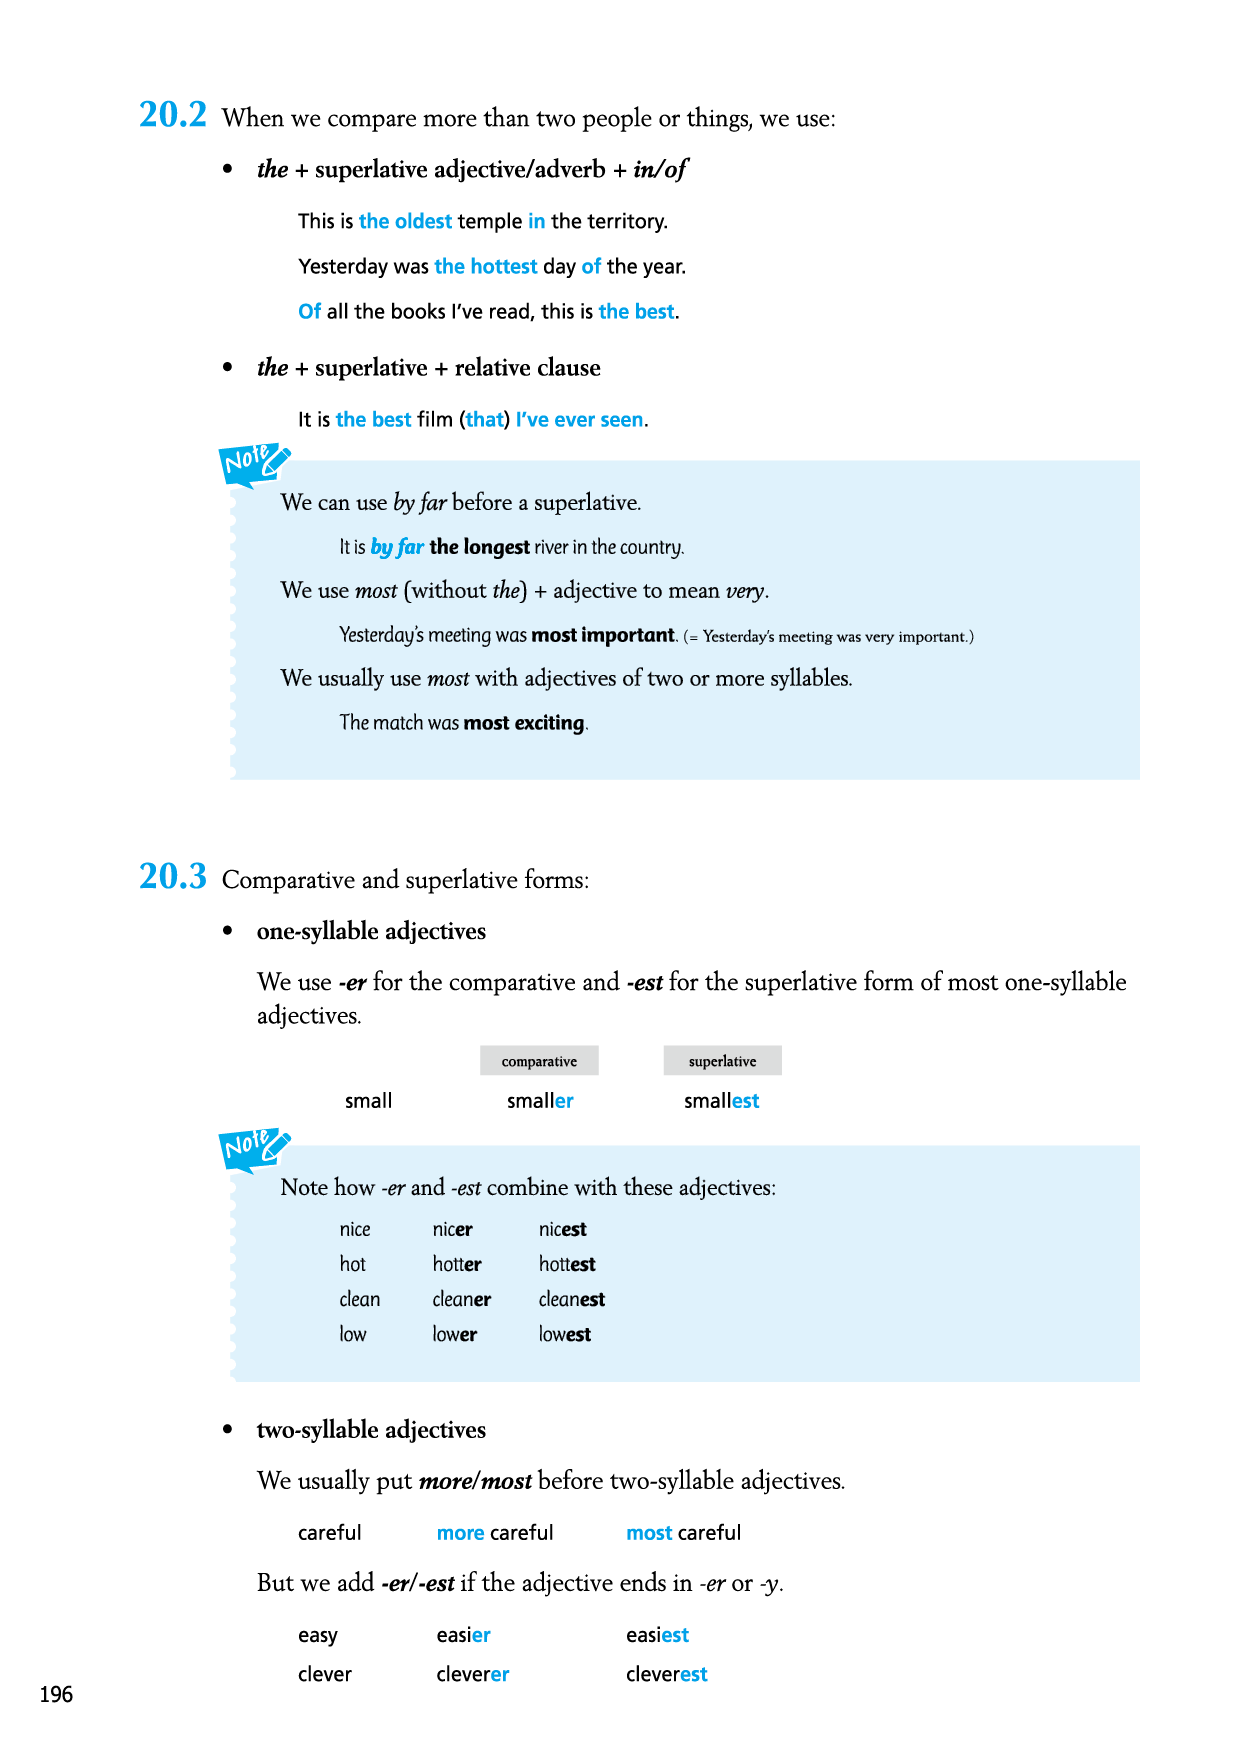 20.2 When we compare more than two people or things, we use:
• the + superlative adjective/adverb + in/of
This is the oldest temple in the territory.
Yesterday was the hottest day of the year.
Of all the books I've read, this is the best.
• the + superlative + relative clause
It is the best film (that) I've ever seen.
Note
We can use by far before a superlative.
It is by far the longest river in the country.
We use most (without the) + adjective to mean very.
Yesterday's meeting was most important. (= Yesterday's meeting was very important.)
We usually use most with adjectives of two or more syllables.
The match was most exciting.
20.3 Comparative and superlative forms:
• one-syllable adjectives
We use -er for the comparative and -est for the superlative form of most one-syllable
adjectives.
comparative superlative
small smaller smallest
Note
Note how -er and -est combine with these adjectives:
nice nicer nicest
hot hotter hottest
clean cleaner cleanest
low lower lowest
• two-syllable adjectives
We usually put more/most before two-syllable adjectives.
careful more careful most careful
But we add -er/-est if the adjective ends in -er or -y.
easy easier easiest
clever cleverer cleverest
196